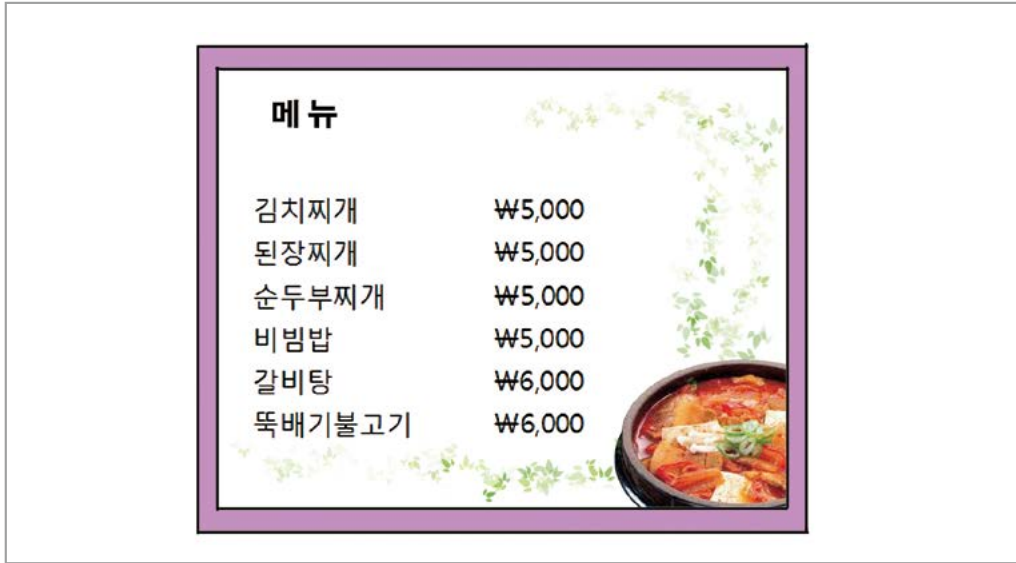 메뉴
김치찌개 ₩5,000
된장찌개 ₩5,000
순두부찌개 ₩5,000
비빔밥 ₩5,000
갈비탕 ₩6,000
뚝배기불고기 ₩6,000